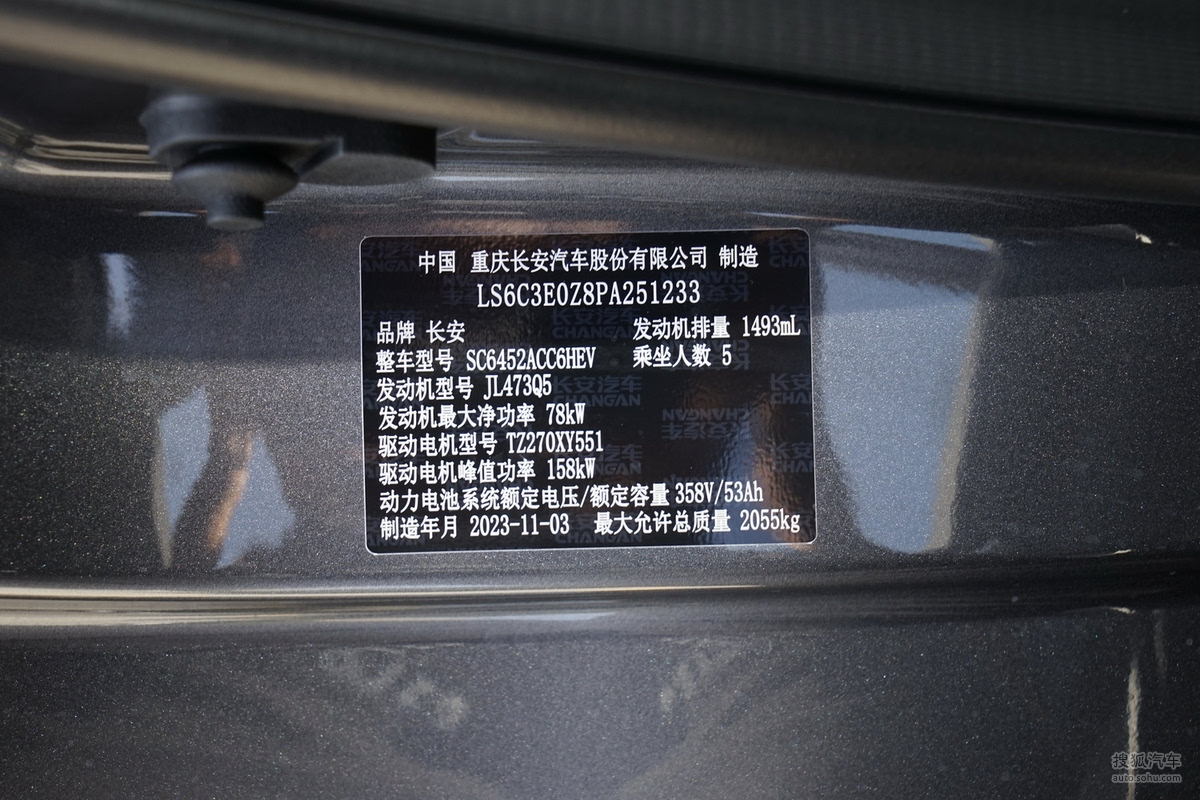 中国 重庆长安汽车股份有限公司 制造
LS6C3E0Z8PA251233
品牌 长安 发动机排量 1493mL
整车型号 SC6452ACC6HEV 乘坐人数 5
发动机型号 JL473Q5
发动机最大净功率 78kW
驱动电机型号 TZ270XY551
驱动电机峰值功率 158kW
动力电池系统额定电压/额定容量 358V/53Ah
制造年月 2023-11-03 最大允许总质量 2055kg
搜狐汽车
auto.sohu.com